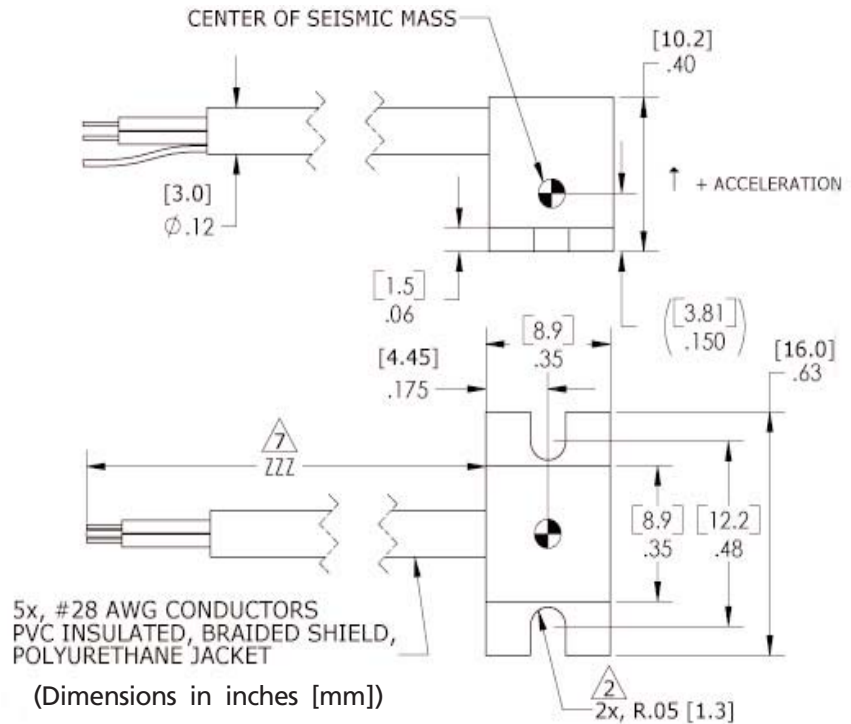 CENTER OF SEISMIC MASS
[10.2]
.40
↑ + ACCELERATION
[3.0]
∅.12
[1.5]
.06
([3.81]
.150)
[8.9]
.35
[4.45]
.175
[16.0]
.63
7
ZZZ
[8.9]
.35
[12.2]
.48
5x, #28 AWG CONDUCTORS
PVC INSULATED, BRAIDED SHIELD,
POLYURETHANE JACKET
(Dimensions in inches [mm])
2
2x, R.05 [1.3]